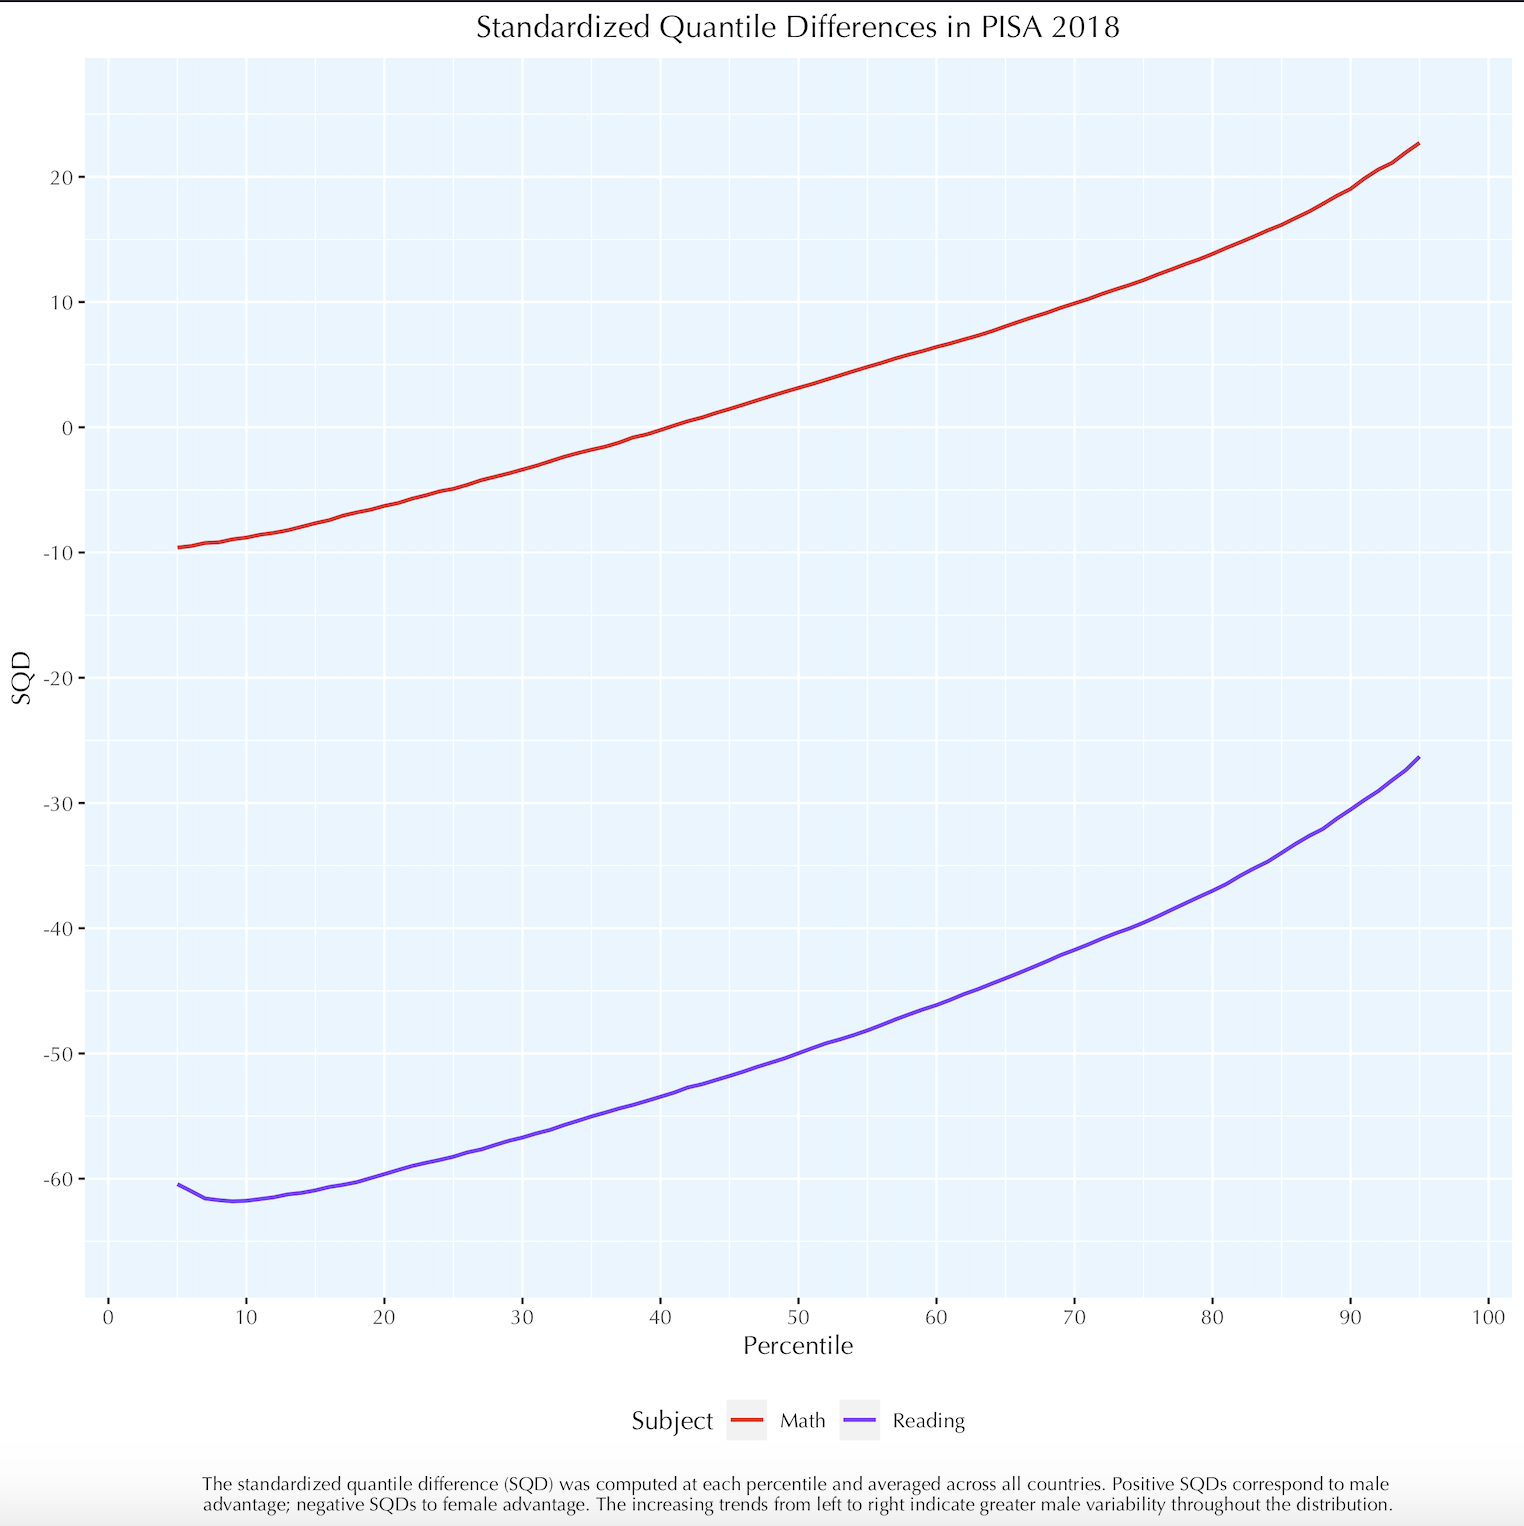 Standardized Quantile Differences in PISA 2018
20
10
0
-10
-20
-30
-40
-50
-60
SQD
0 10 20 30 40 50 60 70 80 90 100
Percentile
Subject Math Reading
The standardized quantile difference (SQD) was computed at each percentile and averaged across all countries. Positive SQDs correspond to male
advantage; negative SQDs to female advantage. The increasing trends from left to right indicate greater male variability throughout the distribution.